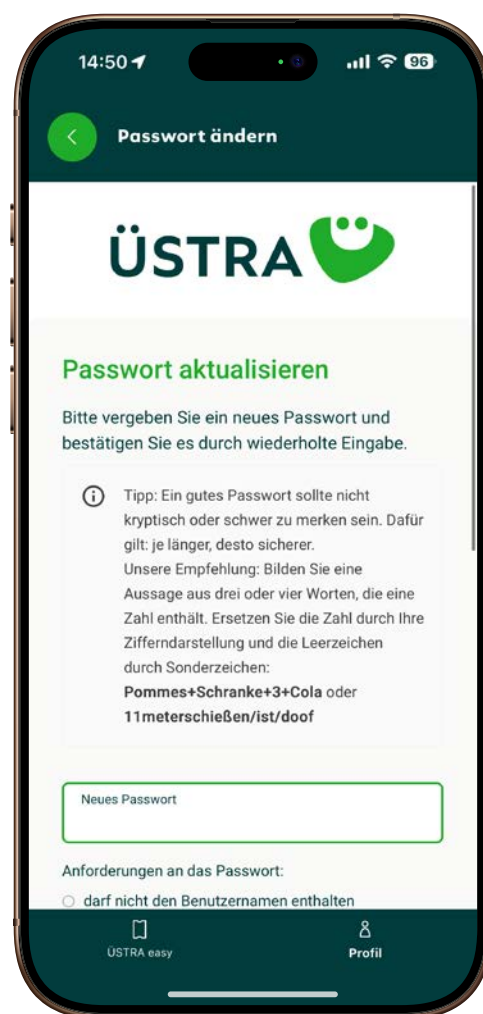 14:50
96
Passwort ändern
ÜSTRA
Passwort aktualisieren
Bitte vergeben Sie ein neues Passwort und
bestätigen Sie es durch wiederholte Eingabe.
Tipp: Ein gutes Passwort sollte nicht
kryptisch oder schwer zu merken sein. Dafür
gilt: je länger, desto sicherer.
Unsere Empfehlung: Bilden Sie eine
Aussage aus drei oder vier Worten, die eine
Zahl enthält. Ersetzen Sie die Zahl durch Ihre
Zifferndarstellung und die Leerzeichen
durch Sonderzeichen:
Pommes+Schranke+3+Cola oder
11meterschießen/ist/doof
Neues Passwort
Anforderungen an das Passwort:
darf nicht den Benutzernamen enthalten
ÜSTRA easy
Profil